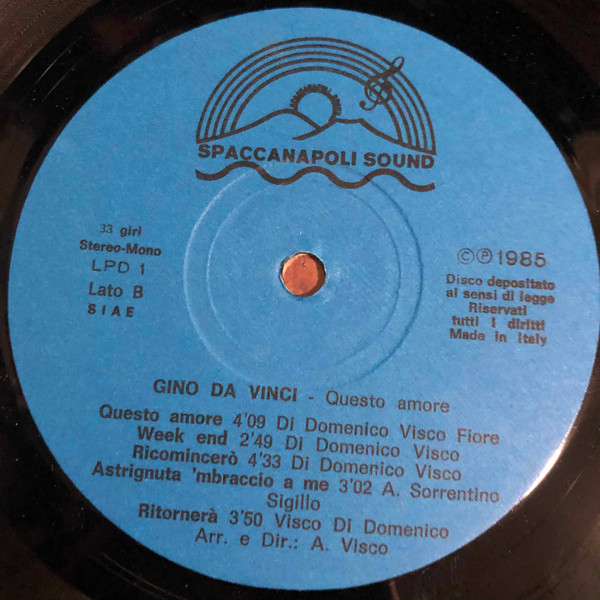 SPACCANAPOLI SOUND
33 giri
Stereo-Mono
LPD 1
Lato B
SIAE
©℗1985
Disco depositato
ai sensi di legge
Riservati
tutti i diritti
Made in Italy
GINO DA VINCI - Questo amore
Questo amore 4'09 Di Domenico Visco Fiore
Week end 2'49 Di Domenico Visco
Ricomincerò 4'33 Di Domenico Visco
Astrignuta 'mbraccio a me 3'02 A. Sorrentino
Sigillo
Ritornerà 3'50 Visco Di Domenico
Arr. e Dir.: A. Visco